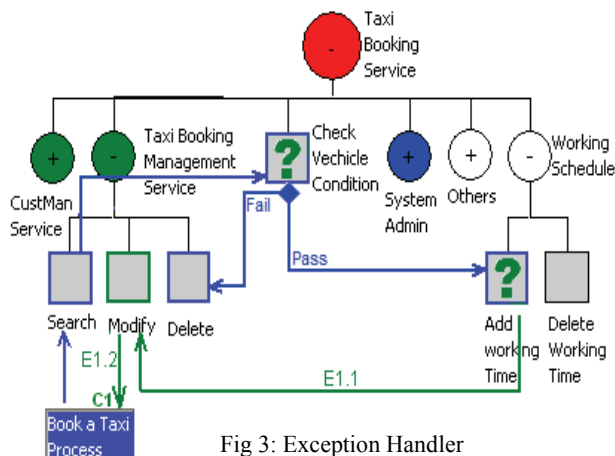 Taxi
Booking
Service
+
-
Taxi Booking
Management
Service
CustMan
Service
?
Check
Vechicle
Condition
+
System
Admin
+
Others
-
Working
Schedule
Fail
Pass
Search
Modify
Delete
?
Add
working
Time
Delete
Working
Time
E1.2
E1.1
C1
Book a Taxi
Process
Fig 3: Exception Handler